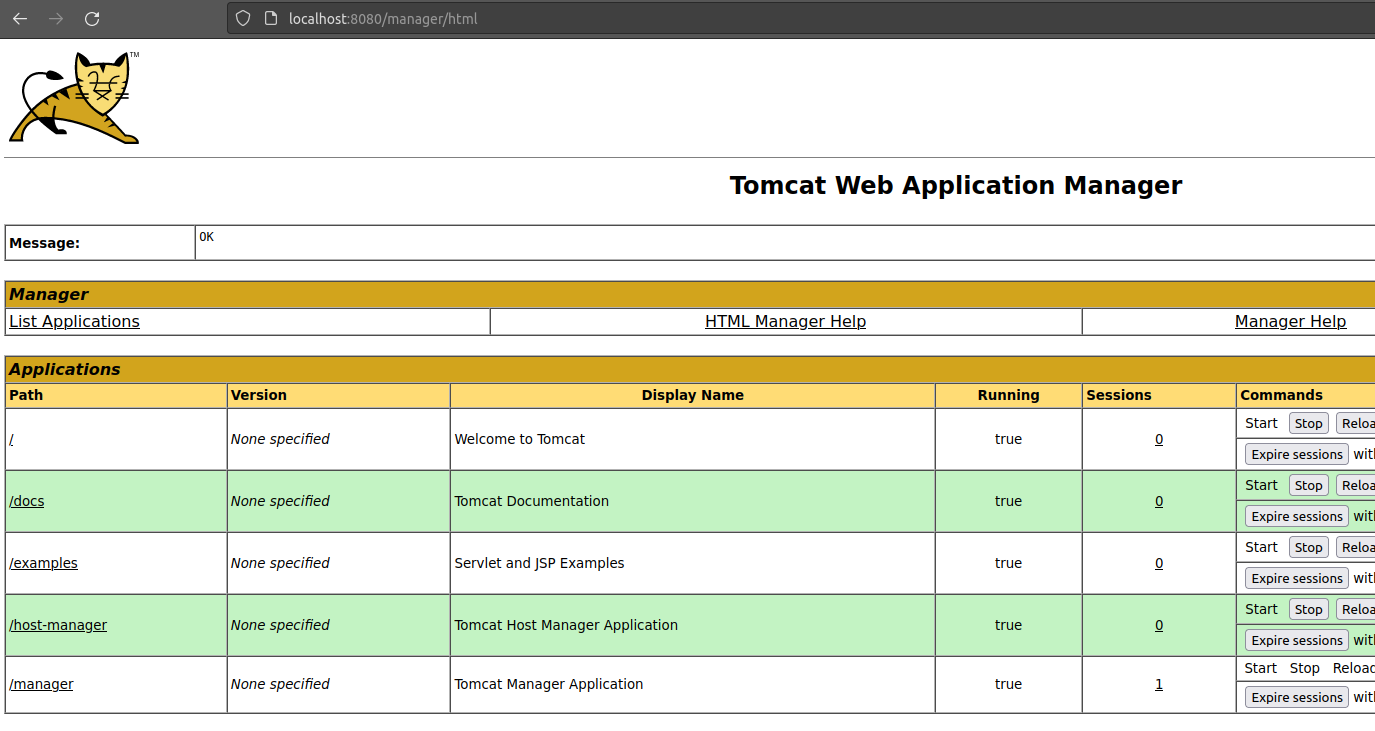 localhost:8080/manager/html
TM
Tomcat Web Application Manager
Message: OK
Manager
List Applications HTML Manager Help Manager Help
Applications
Path Version Display Name Running Sessions Commands
/ None specified Welcome to Tomcat true 0 Start Stop Reloa
Expire sessions wit
/docs None specified Tomcat Documentation true 0 Start Stop Reloa
Expire sessions wit
/examples None specified Servlet and JSP Examples true 0 Start Stop Reloa
Expire sessions wit
/host-manager None specified Tomcat Host Manager Application true 0 Start Stop Reloa
Expire sessions wit
/manager None specified Tomcat Manager Application true 1 Start Stop Reload
Expire sessions wit